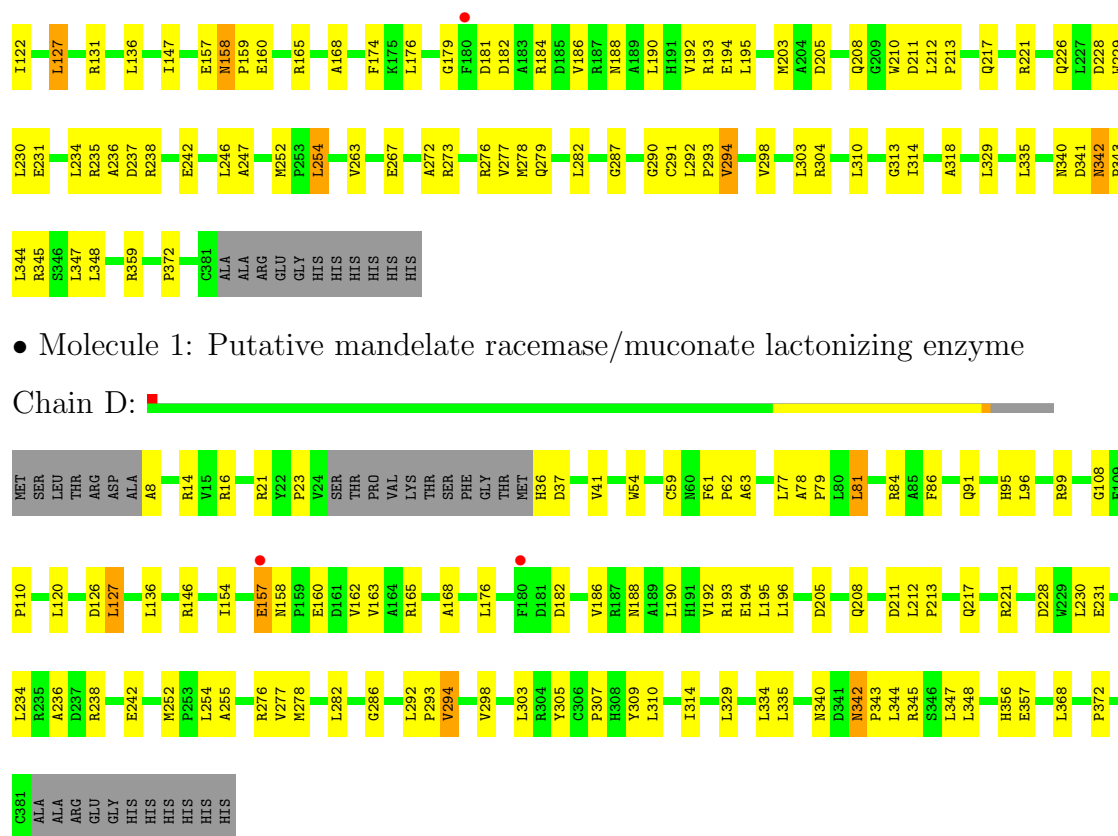 I122 L127 R131 L136 I147 E157 N158 P159 E160 R165 A168 F174 K175 L176 G179 F180 D181 D182 A183 R184 D185 V186 R187 N188 A189 L190 H191 V192 R193 E194 L195 M203 A204 D205 Q208 G209 W210 D211 L212 P213 Q217 R221 Q226 L227 D228 W229
L230 E231 L234 R235 A236 D237 R238 E242 L246 A247 M252 P253 L254 V263 E267 A272 R273 R276 V277 M278 Q279 L282 G287 G290 C291 L292 P293 V294 V298 L303 R304 L310 G313 I314 A318 L329 L335 N340 D341 N342 P343
L344 R345 S346 L347 L348 R359 P372 C381 ALA ALA ARG GLU GLY HIS HIS HIS HIS HIS HIS
• Molecule 1: Putative mandelate racemase/muconate lactonizing enzyme
Chain D:
MET SER LEU THR ARG ASP ALA A8 R14 V15 R16 R21 Y22 P23 V24 SER THR PRO VAL LYS THR SER PHE GLY THR MET H36 D37 V41 W54 C59 N60 F61 P62 A63 L77 A78 P79 L80 L81 R84 A85 F86 Q91 H95 L96 R99 G108 E109
P110 L120 D126 L127 L136 R146 I154 E157 N158 P159 E160 D161 V162 V163 A164 R165 A168 L176 F180 D181 D182 V186 R187 N188 A189 L190 H191 V192 R193 E194 L195 L196 D205 Q208 D211 L212 P213 Q217 R221 D228 W229 L230 E231
L234 R235 A236 D237 R238 E242 M252 P253 L254 A255 R276 V277 M278 L282 G286 L292 P293 V294 V298 L303 R304 Y305 C306 P307 H308 Y309 L310 I314 L329 L334 L335 N340 D341 N342 P343 L344 R345 S346 L347 L348 H356 E357 L368 P372
C381 ALA ALA ARG GLU GLY HIS HIS HIS HIS HIS HIS